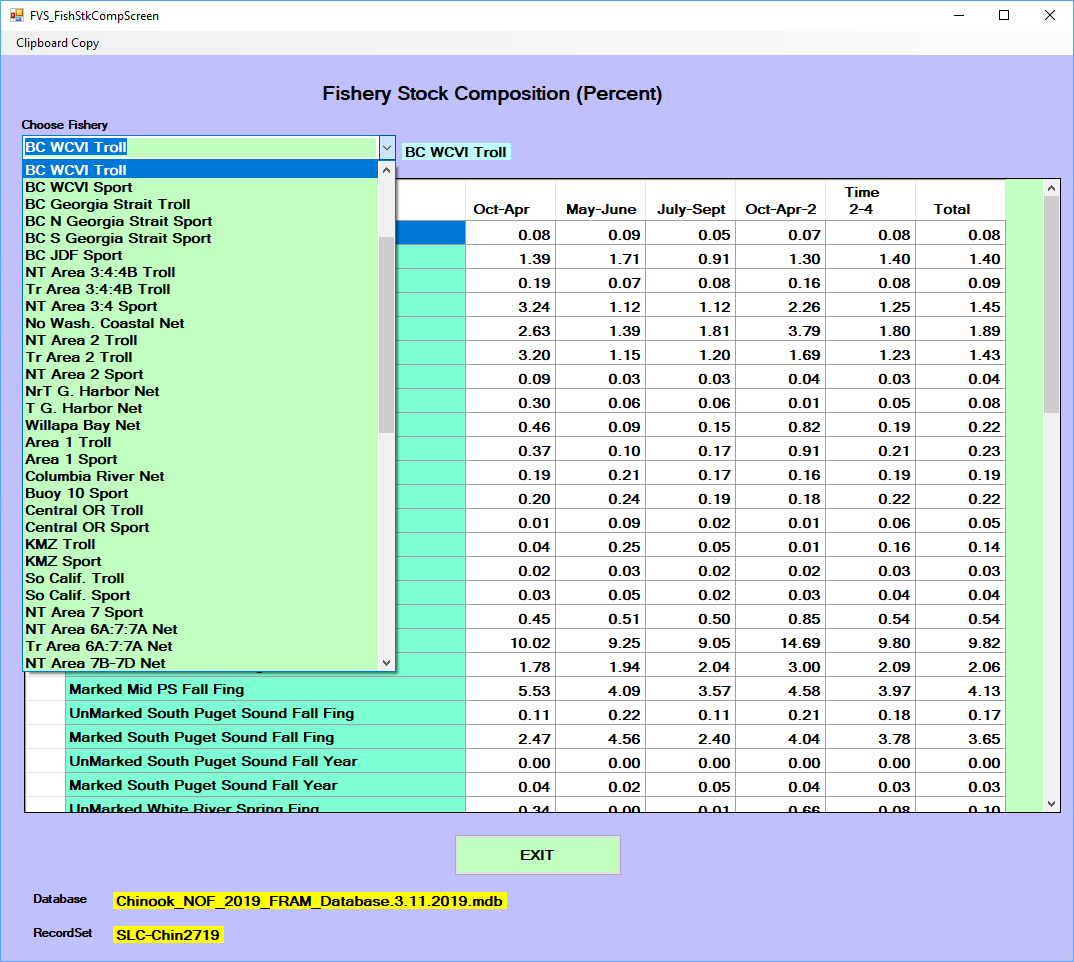 FVS_FishStkCompScreen
Clipboard Copy
Fishery Stock Composition (Percent)
Choose Fishery
BC WCVI Troll
BC WCVI Troll
BC WCVI Troll
BC WCVI Sport
BC Georgia Strait Troll
BC N Georgia Strait Sport
BC S Georgia Strait Sport
BC JDF Sport
NT Area 3:4:4B Troll
Tr Area 3:4:4B Troll
NT Area 3:4 Sport
No Wash. Coastal Net
NT Area 2 Troll
Tr Area 2 Troll
NT Area 2 Sport
NrT G. Harbor Net
T G. Harbor Net
Willapa Bay Net
Area 1 Troll
Area 1 Sport
Columbia River Net
Buoy 10 Sport
Central OR Troll
Central OR Sport
KMZ Troll
KMZ Sport
So Calif. Troll
So Calif. Sport
NT Area 7 Sport
NT Area 6A:7:7A Net
Tr Area 6A:7:7A Net
NT Area 7B-7D Net
Oct-Apr May-June July-Sept Oct-Apr-2 Time 2-4 Total
0.08 0.09 0.05 0.07 0.08 0.08
1.39 1.71 0.91 1.30 1.40 1.40
0.19 0.07 0.08 0.16 0.08 0.09
3.24 1.12 1.12 2.26 1.25 1.45
2.63 1.39 1.81 3.79 1.80 1.89
3.20 1.15 1.20 1.69 1.23 1.43
0.09 0.03 0.03 0.04 0.03 0.04
0.30 0.06 0.06 0.01 0.05 0.08
0.46 0.09 0.15 0.82 0.19 0.22
0.37 0.10 0.17 0.91 0.21 0.23
0.19 0.21 0.17 0.16 0.19 0.19
0.20 0.24 0.19 0.18 0.22 0.22
0.01 0.09 0.02 0.01 0.06 0.05
0.04 0.25 0.05 0.01 0.16 0.14
0.02 0.03 0.02 0.02 0.03 0.03
0.03 0.05 0.02 0.03 0.04 0.04
0.45 0.51 0.50 0.85 0.54 0.54
10.02 9.25 9.05 14.69 9.80 9.82
1.78 1.94 2.04 3.00 2.09 2.06
Marked Mid PS Fall Fing 5.53 4.09 3.57 4.58 3.97 4.13
UnMarked South Puget Sound Fall Fing 0.11 0.22 0.11 0.21 0.18 0.17
Marked South Puget Sound Fall Fing 2.47 4.56 2.40 4.04 3.78 3.65
UnMarked South Puget Sound Fall Year 0.00 0.00 0.00 0.00 0.00 0.00
Marked South Puget Sound Fall Year 0.04 0.02 0.05 0.04 0.03 0.03
UnMarked White River Spring Fing 0.34 0.00 0.01 0.66 0.08 0.10
EXIT
Database Chinook_NOF_2019_FRAM_Database.3.11.2019.mdb
RecordSet SLC-Chin2719